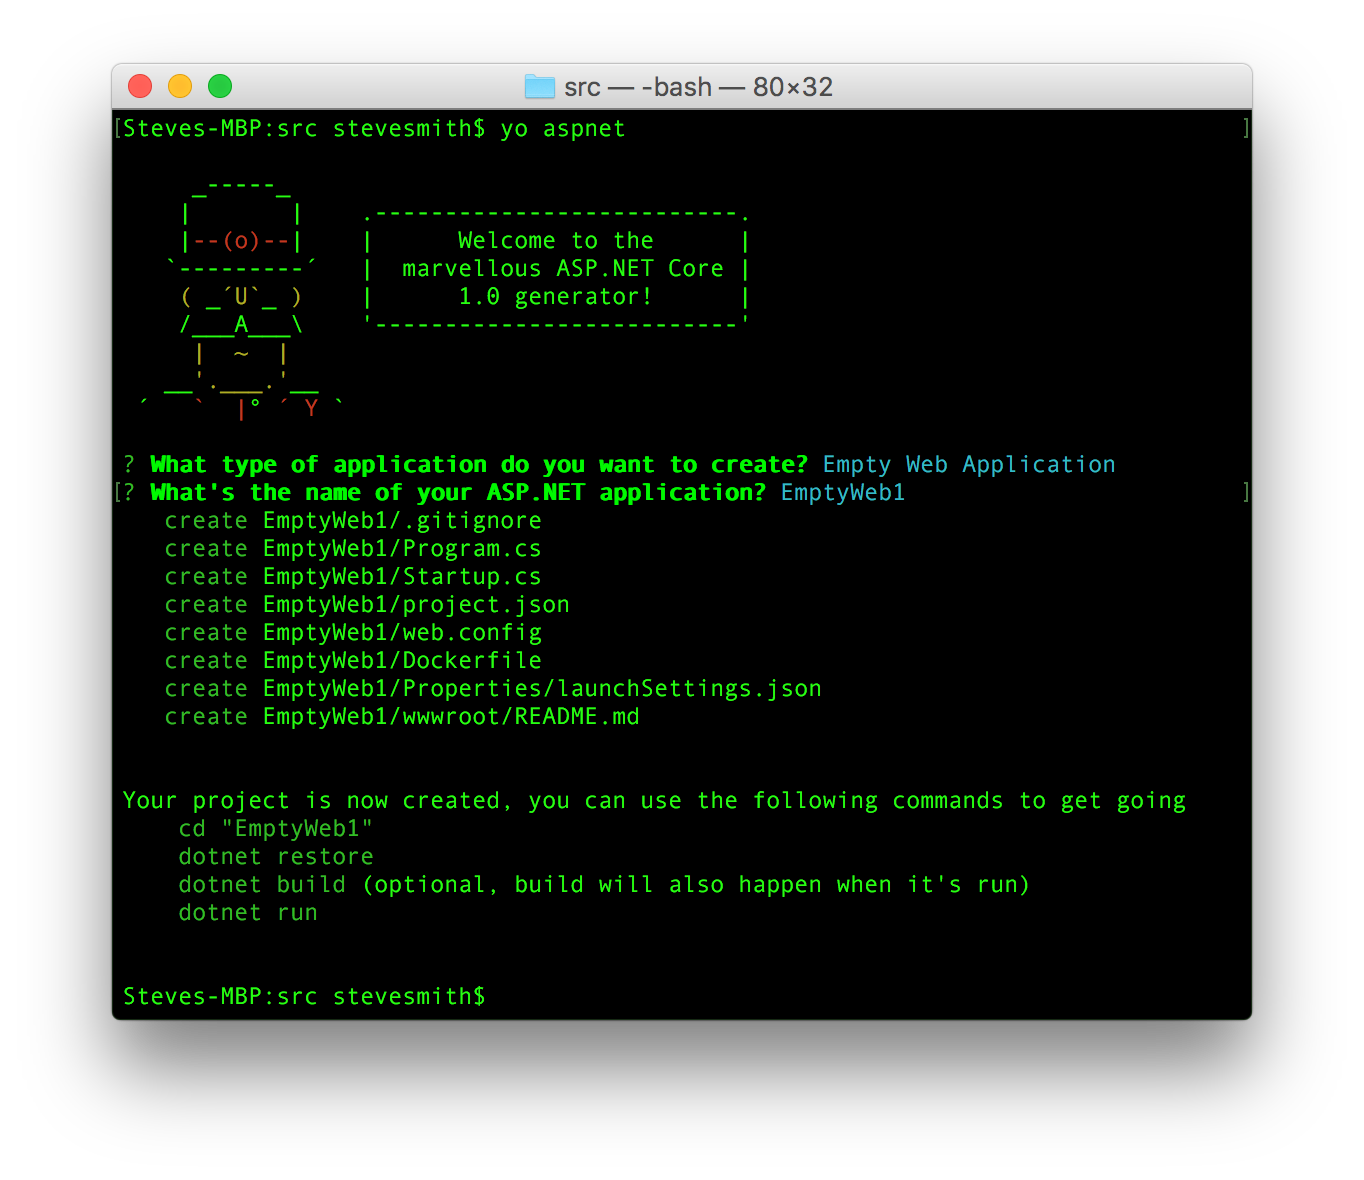 src — -bash — 80×32
[Steves-MBP:src stevesmith$ yo aspnet ]
     _-----_
    |       |    .--------------------------.
    |--(o)--|    |      Welcome to the      |
   `---------´   |  marvellous ASP.NET Core |
    ( _´U`_ )    |      1.0 generator!      |
    /___A___\    '--------------------------'
     |  ~  |
   __'.___.'__
 ´   `  |° ´ Y `
? What type of application do you want to create? Empty Web Application
[? What's the name of your ASP.NET application? EmptyWeb1 ]
   create EmptyWeb1/.gitignore
   create EmptyWeb1/Program.cs
   create EmptyWeb1/Startup.cs
   create EmptyWeb1/project.json
   create EmptyWeb1/web.config
   create EmptyWeb1/Dockerfile
   create EmptyWeb1/Properties/launchSettings.json
   create EmptyWeb1/wwwroot/README.md
Your project is now created, you can use the following commands to get going
    cd "EmptyWeb1"
    dotnet restore
    dotnet build (optional, build will also happen when it's run)
    dotnet run
Steves-MBP:src stevesmith$